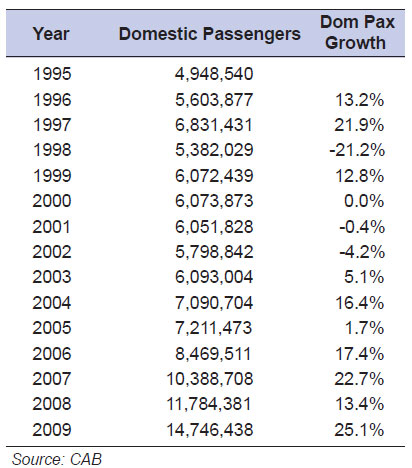 Year Domestic Passengers Dom Pax Growth
1995 4,948,540
1996 5,603,877 13.2%
1997 6,831,431 21.9%
1998 5,382,029 -21.2%
1999 6,072,439 12.8%
2000 6,073,873 0.0%
2001 6,051,828 -0.4%
2002 5,798,842 -4.2%
2003 6,093,004 5.1%
2004 7,090,704 16.4%
2005 7,211,473 1.7%
2006 8,469,511 17.4%
2007 10,388,708 22.7%
2008 11,784,381 13.4%
2009 14,746,438 25.1%
Source: CAB